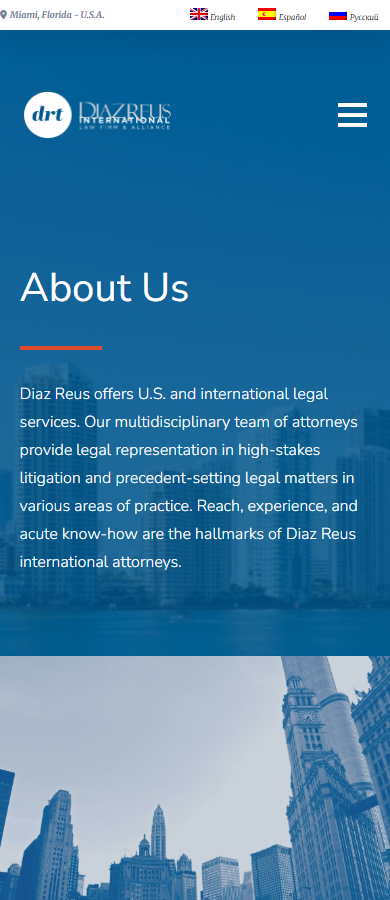 Miami, Florida - U.S.A.
English
Español
Русский
drt
DIAZREUS
INTERNATIONAL
LAW FIRM & ALLIANCE
About Us
Diaz Reus offers U.S. and international legal
services. Our multidisciplinary team of attorneys
provide legal representation in high-stakes
litigation and precedent-setting legal matters in
various areas of practice. Reach, experience, and
acute know-how are the hallmarks of Diaz Reus
international attorneys.